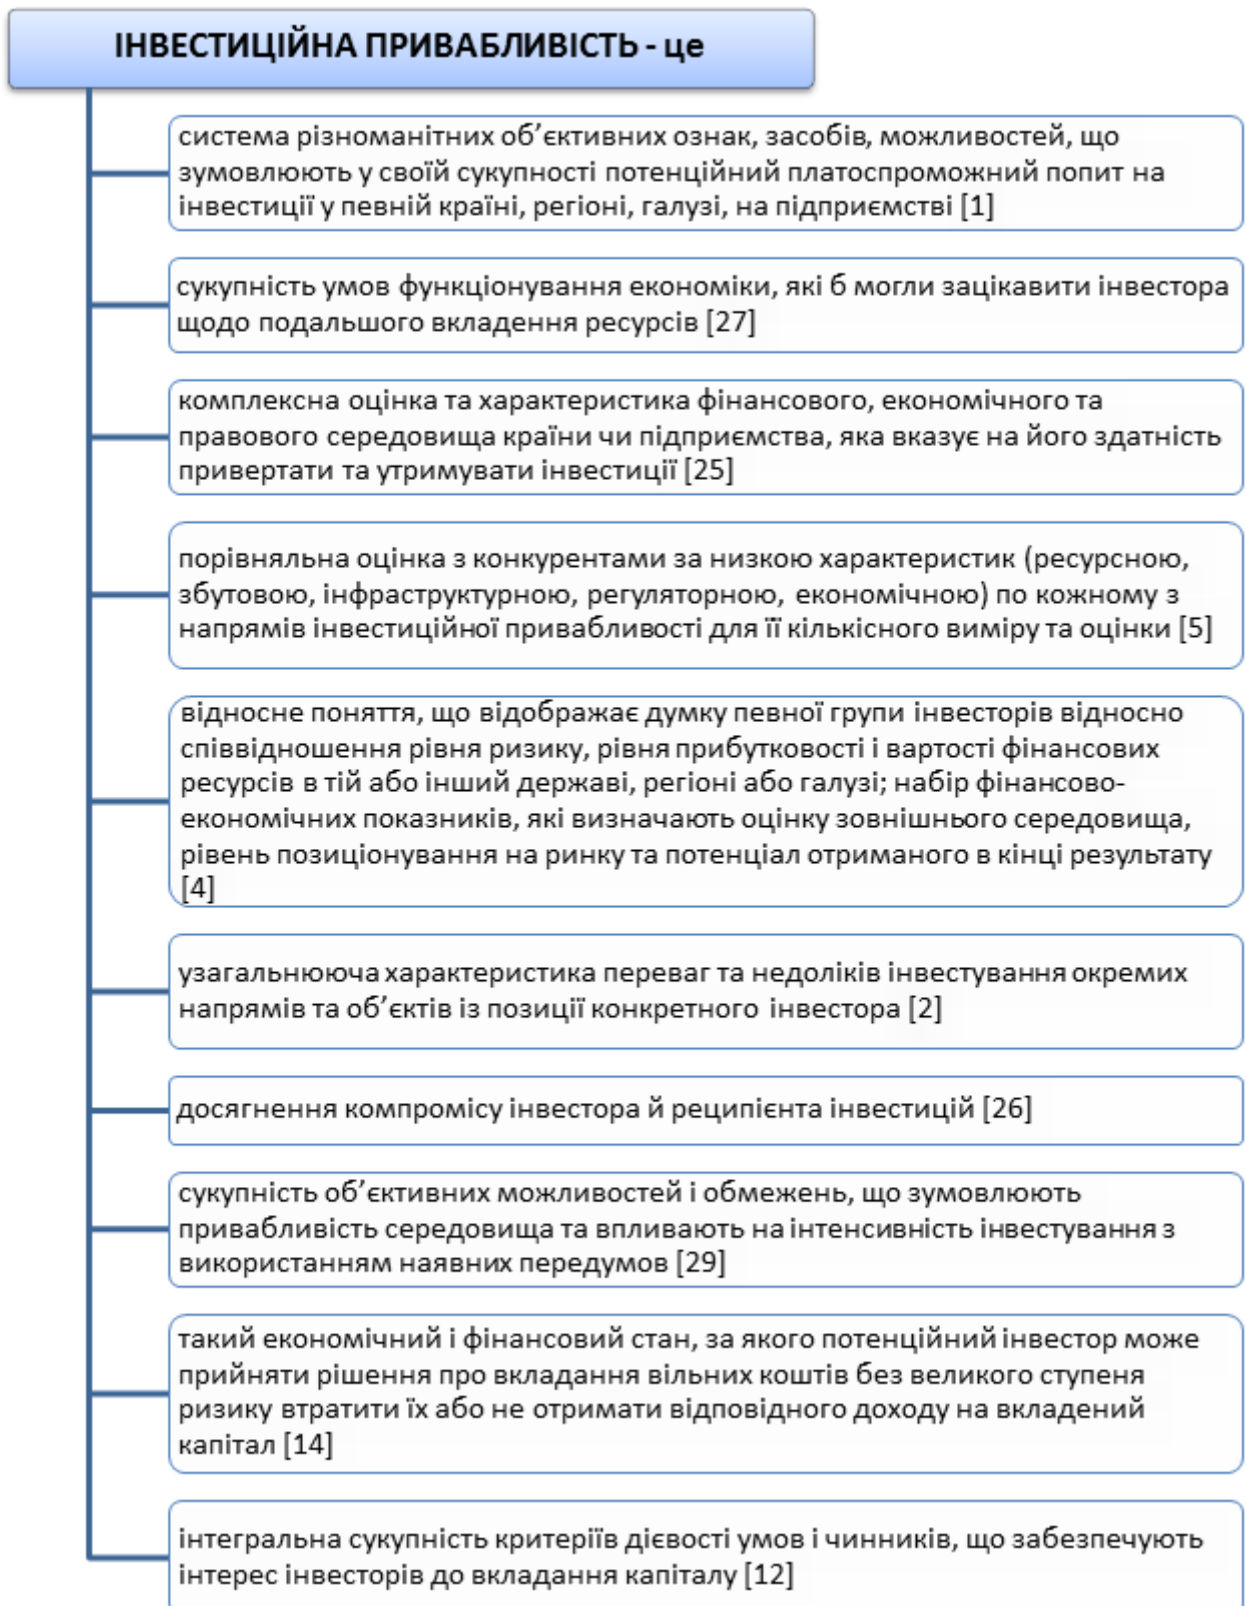 ІНВЕСТИЦІЙНА ПРИВАБЛИВІСТЬ - це
система різноманітних об’єктивних ознак, засобів, можливостей, що
зумовлюють у своїй сукупності потенційний платоспроможний попит на
інвестиції у певній країні, регіоні, галузі, на підприємстві [1]
сукупність умов функціонування економіки, які б могли зацікавити інвестора
щодо подальшого вкладення ресурсів [27]
комплексна оцінка та характеристика фінансового, економічного та
правового середовища країни чи підприємства, яка вказує на його здатність
привертати та утримувати інвестиції [25]
порівняльна оцінка з конкурентами за низкою характеристик (ресурсною,
збутовою, інфраструктурною, регуляторною, економічною) по кожному з
напрямів інвестиційної привабливості для її кількісного виміру та оцінки [5]
відносне поняття, що відображає думку певної групи інвесторів відносно
співвідношення рівня ризику, рівня прибутковості і вартості фінансових
ресурсів в тій або інший державі, регіоні або галузі; набір фінансово-
економічних показників, які визначають оцінку зовнішнього середовища,
рівень позиціонування на ринку та потенціал отриманого в кінці результату
[4]
узагальнююча характеристика переваг та недоліків інвестування окремих
напрямів та об’єктів із позиції конкретного інвестора [2]
досягнення компромісу інвестора й реципієнта інвестицій [26]
сукупність об’єктивних можливостей і обмежень, що зумовлюють
привабливість середовища та впливають на інтенсивність інвестування з
використанням наявних передумов [29]
такий економічний і фінансовий стан, за якого потенційний інвестор може
прийняти рішення про вкладання вільних коштів без великого ступеня
ризику втратити їх або не отримати відповідного доходу на вкладений
капітал [14]
інтегральна сукупність критеріїв дієвості умов і чинників, що забезпечують
інтерес інвесторів до вкладання капіталу [12]